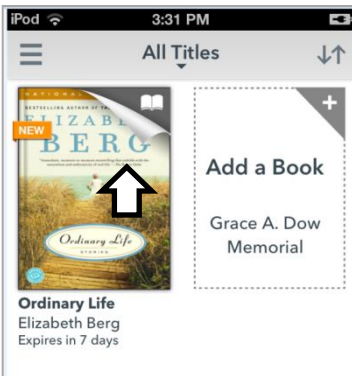 iPod 3:31 PM
All Titles
NATIONAL
BESTSELLING AUTHOR OF
NEW
ELIZABETH
BERG
Ordinary Life
STORIES
Add a Book
Grace A. Dow
Memorial
Ordinary Life
Elizabeth Berg
Expires in 7 days